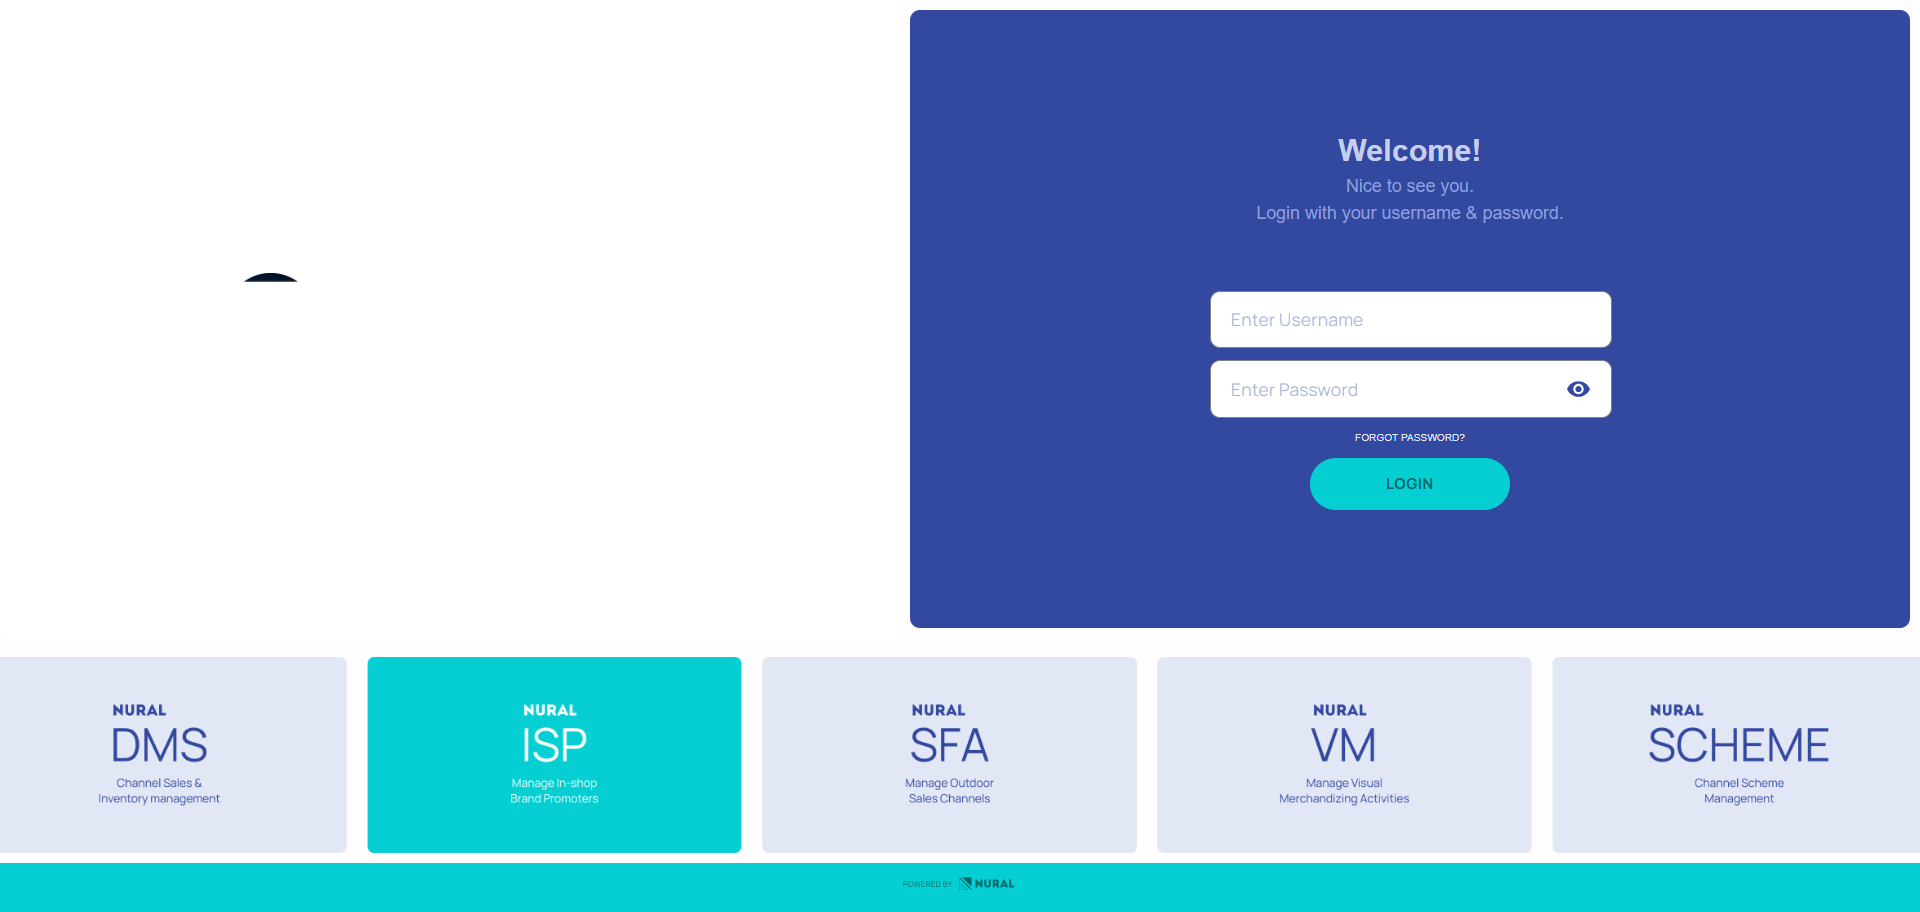 Welcome!
Nice to see you.
Login with your username & password.
Enter Username
Enter Password
FORGOT PASSWORD?
LOGIN
NURAL
DMS
Channel Sales &
Inventory management
NURAL
ISP
Manage In-shop
Brand Promoters
NURAL
SFA
Manage Outdoor
Sales Channels
NURAL
VM
Manage Visual
Merchandizing Activities
NURAL
SCHEME
Channel Scheme
Management
POWERED BY NURAL